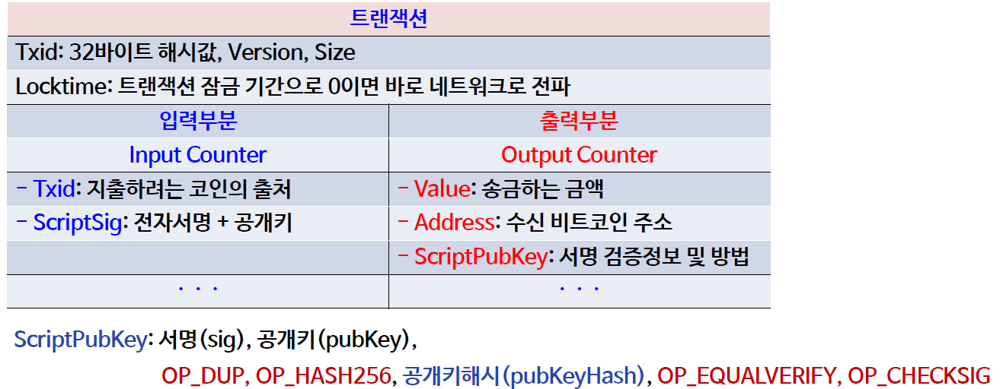 트랜잭션
Txid: 32바이트 해시값, Version, Size
Locktime: 트랜잭션 잠금 기간으로 0이면 바로 네트워크로 전파
입력부분 출력부분
Input Counter Output Counter
- Txid: 지출하려는 코인의 출처 - Value: 송금하는 금액
- ScriptSig: 전자서명 + 공개키 - Address: 수신 비트코인 주소
- ScriptPubKey: 서명 검증정보 및 방법
· · · · · ·
ScriptPubKey: 서명(sig), 공개키(pubKey),
OP_DUP, OP_HASH256, 공개키해시(pubKeyHash), OP_EQUALVERIFY, OP_CHECKSIG